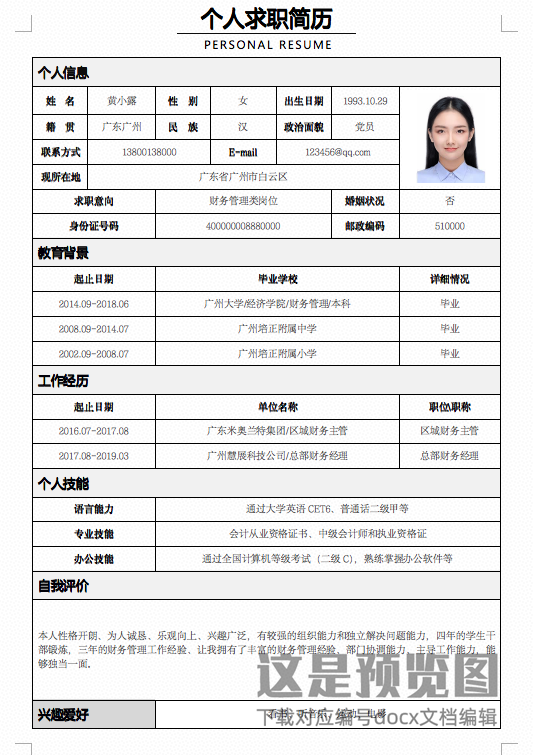 个人求职简历
PERSONAL RESUME
个人信息
姓 名 黄小露 性 别 女 出生日期 1993.10.29
籍 贯 广东广州 民 族 汉 政治面貌 党员
联系方式 13800138000 E-mail 123456@qq.com
现所在地 广东省广州市白云区
求职意向 财务管理类岗位 婚姻状况 否
身份证号码 400000008880000 邮政编码 510000
教育背景
起止日期 毕业学校 详细情况
2014.09-2018.06 广州大学/经济学院/财务管理/本科 毕业
2008.09-2014.07 广州培正附属中学 毕业
2002.09-2008.07 广州培正附属小学 毕业
工作经历
起止日期 单位名称 职位\职称
2016.07-2017.08 广东米奥兰特集团/区域财务主管 区域财务主管
2017.08-2019.03 广州慧展科技公司/总部财务经理 总部财务经理
个人技能
语言能力 通过大学英语 CET6、普通话二级甲等
专业技能 会计从业资格证书、中级会计师和执业资格证
办公技能 通过全国计算机等级考试（二级 C），熟练掌握办公软件等
自我评价
本人性格开朗、为人诚恳、乐观向上、兴趣广泛，有较强的组织能力和独立解决问题能力，四年的学生干
部锻炼，三年的财务管理工作经验、让我拥有了丰富的财务管理经验、部门协调能力、主导工作能力，能
够独当一面。
这是预览图
兴趣爱好 听音乐、运动、电影
下载对应编号docx文档编辑